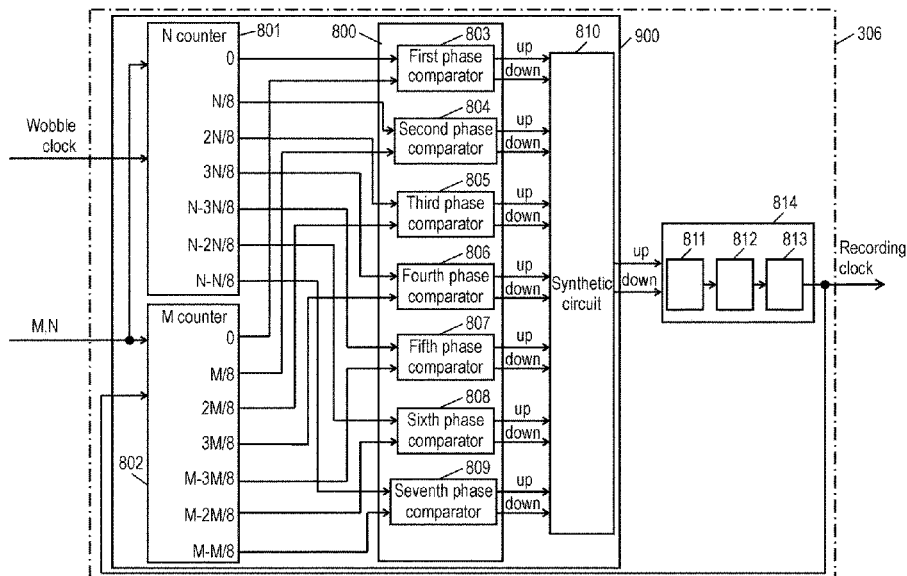 N counter
801
0
N/8
2N/8
3N/8
N-3N/8
N-2N/8
N-N/8
Wobble
clock
M.N
M counter
0
M/8
2M/8
3M/8
M-3M/8
M-2M/8
M-M/8
802
800
803
First phase
comparator
up
down
804
Second phase
comparator
up
down
805
Third phase
comparator
up
down
806
Fourth phase
comparator
up
down
807
Fifth phase
comparator
up
down
808
Sixth phase
comparator
up
down
809
Seventh phase
comparator
up
down
810
Synthetic
circuit
900
306
up
down
814
811
812
813
Recording
clock